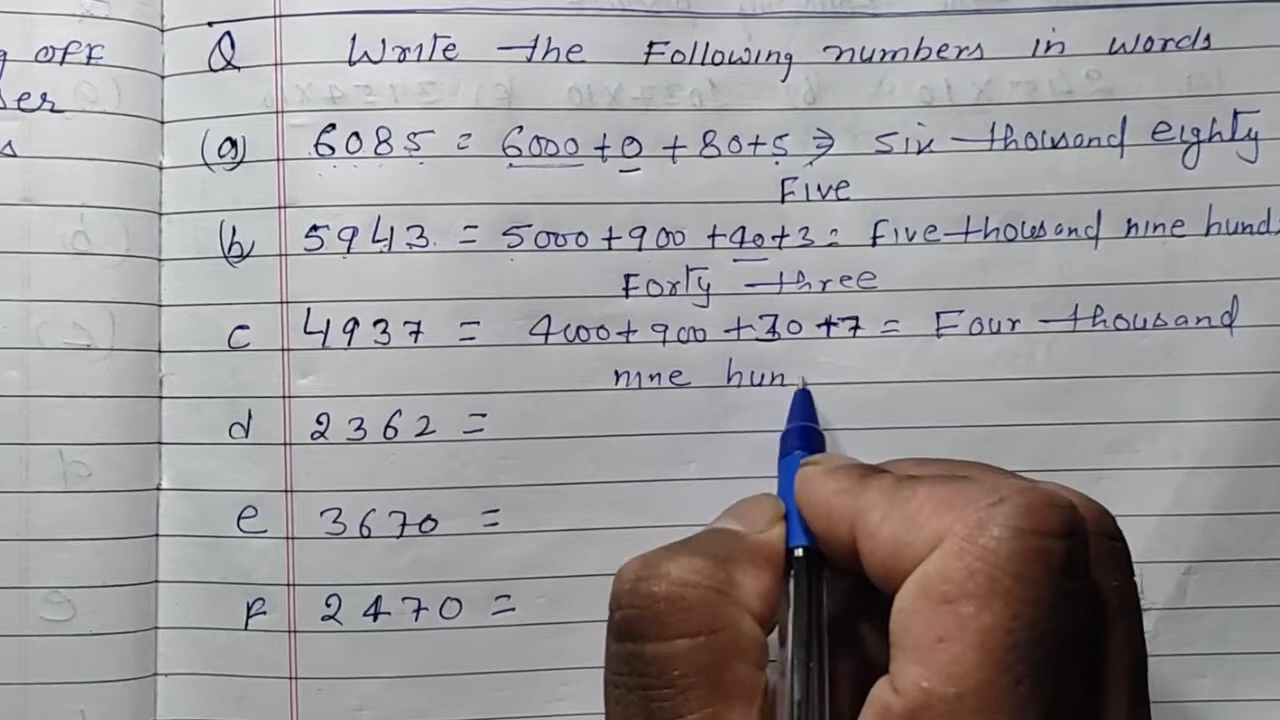 g OFF
der
s
Q Write the Following numbers in words
(a) 6085 = 6000 + 0 + 80 + 5 ⇒ Six thousand eighty
Five
(b) 5943 = 5000 + 900 + 40 + 3 = Five thousand nine hund
Forty three
c 4937 = 4000 + 900 + 30 + 7 = Four thousand
nine hun
d 2362 =
e 3670 =
F 2470 =